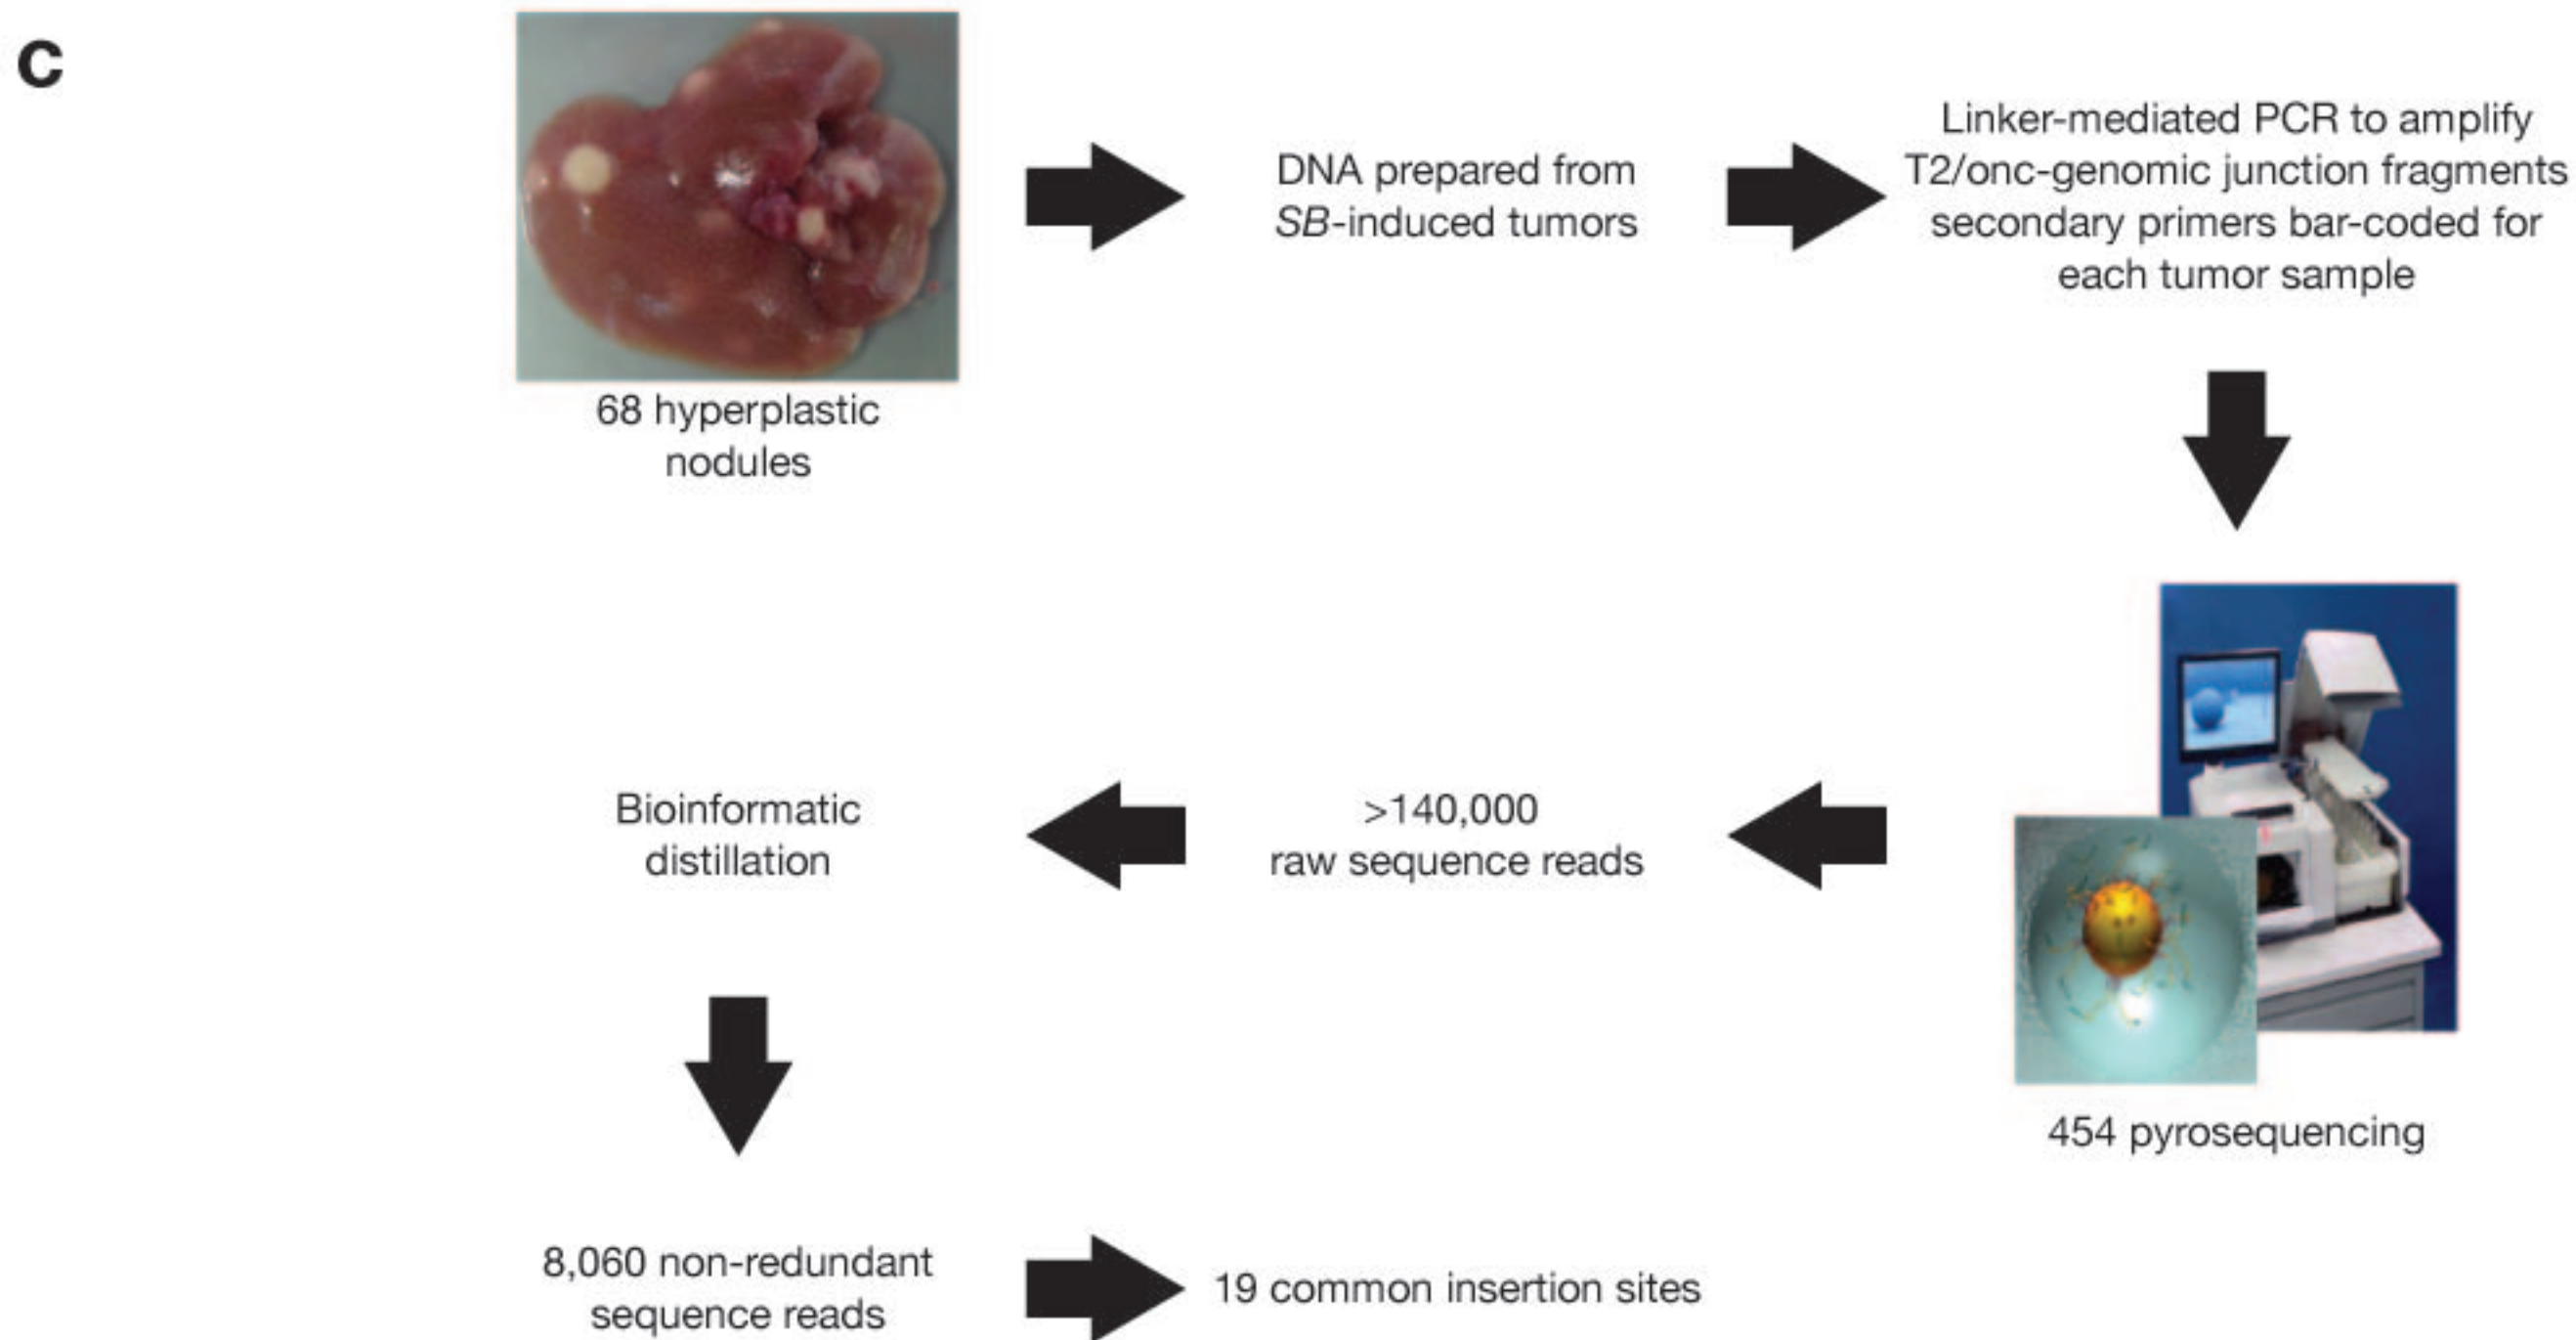 c
68 hyperplastic
nodules
DNA prepared from
SB-induced tumors
Linker-mediated PCR to amplify
T2/onc-genomic junction fragments
secondary primers bar-coded for
each tumor sample
454 pyrosequencing
>140,000
raw sequence reads
Bioinformatic
distillation
8,060 non-redundant
sequence reads
19 common insertion sites